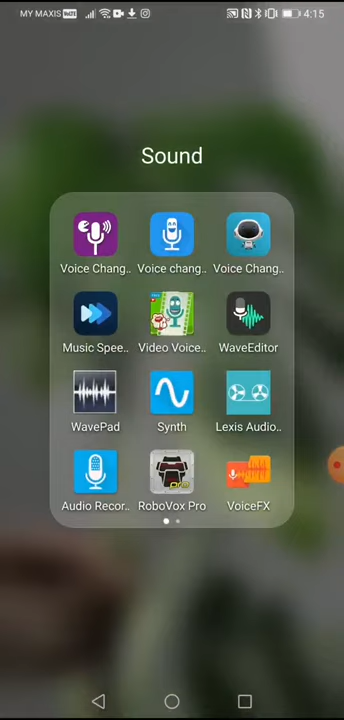 MY MAXIS VoLTE 4:15
Sound
Voice Chang.. Voice chang.. Voice Chang..
Music Spee.. Video Voice.. WaveEditor
WavePad Synth Lexis Audio..
Audio Recor.. RoboVox Pro VoiceFX